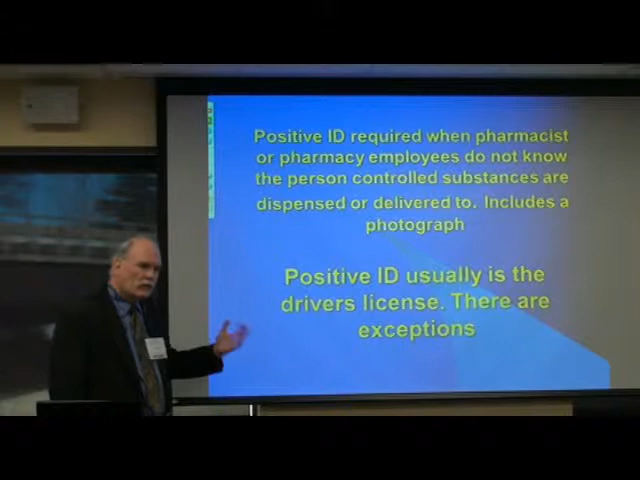 Positive ID required when pharmacist
or pharmacy employees do not know
the person controlled substances are
dispensed or delivered to. Includes a
photograph
Positive ID usually is the
drivers license. There are
exceptions